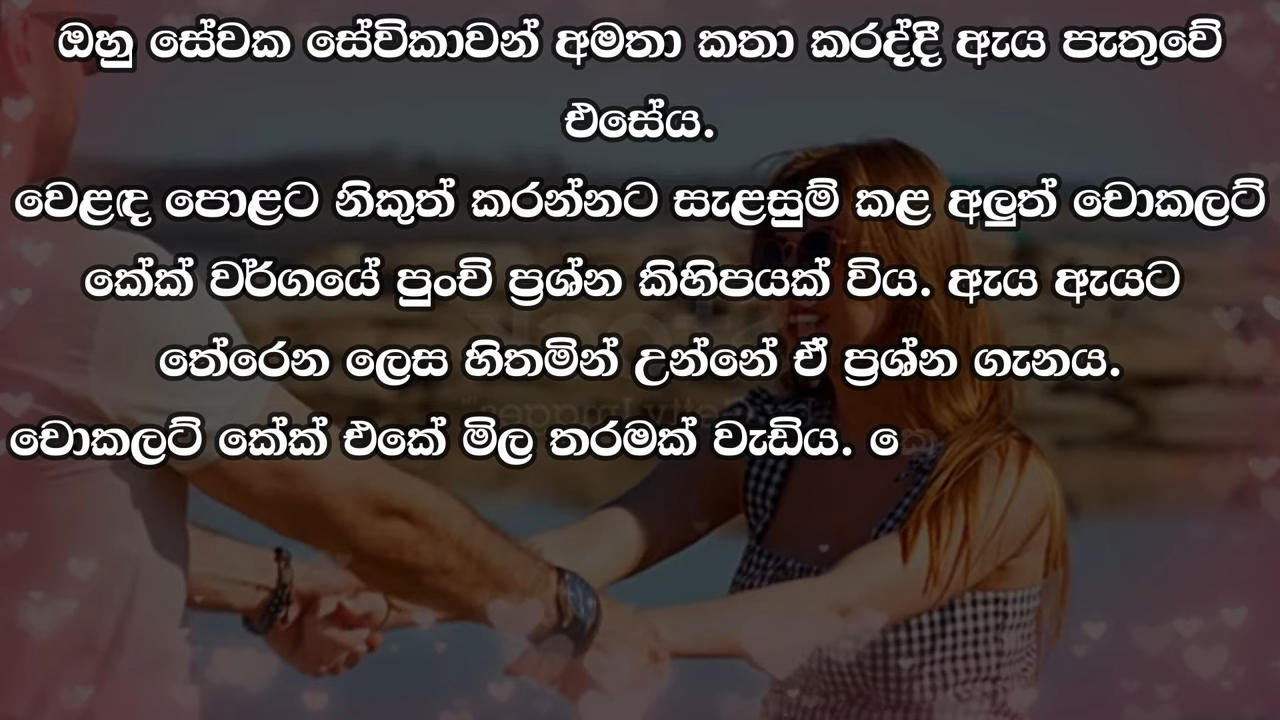 ඔහු සේවක සේවිකාවන් අමතා කතා කරද්දී ඇය පැතුවේ
එසේය.
වෙළඳ පොළට නිකුත් කරන්නට සැළසුම් කළ අලුත් චොකලට්
කේක් වර්ගයේ පුංචි ප්‍රශ්න කිහිපයක් විය. ඇය ඇයට
තේරෙන ලෙස හිතමින් උන්නේ ඒ ප්‍රශ්න ගැනය.
චොකලට් කේක් එකේ මිල තරමක් වැඩිය.